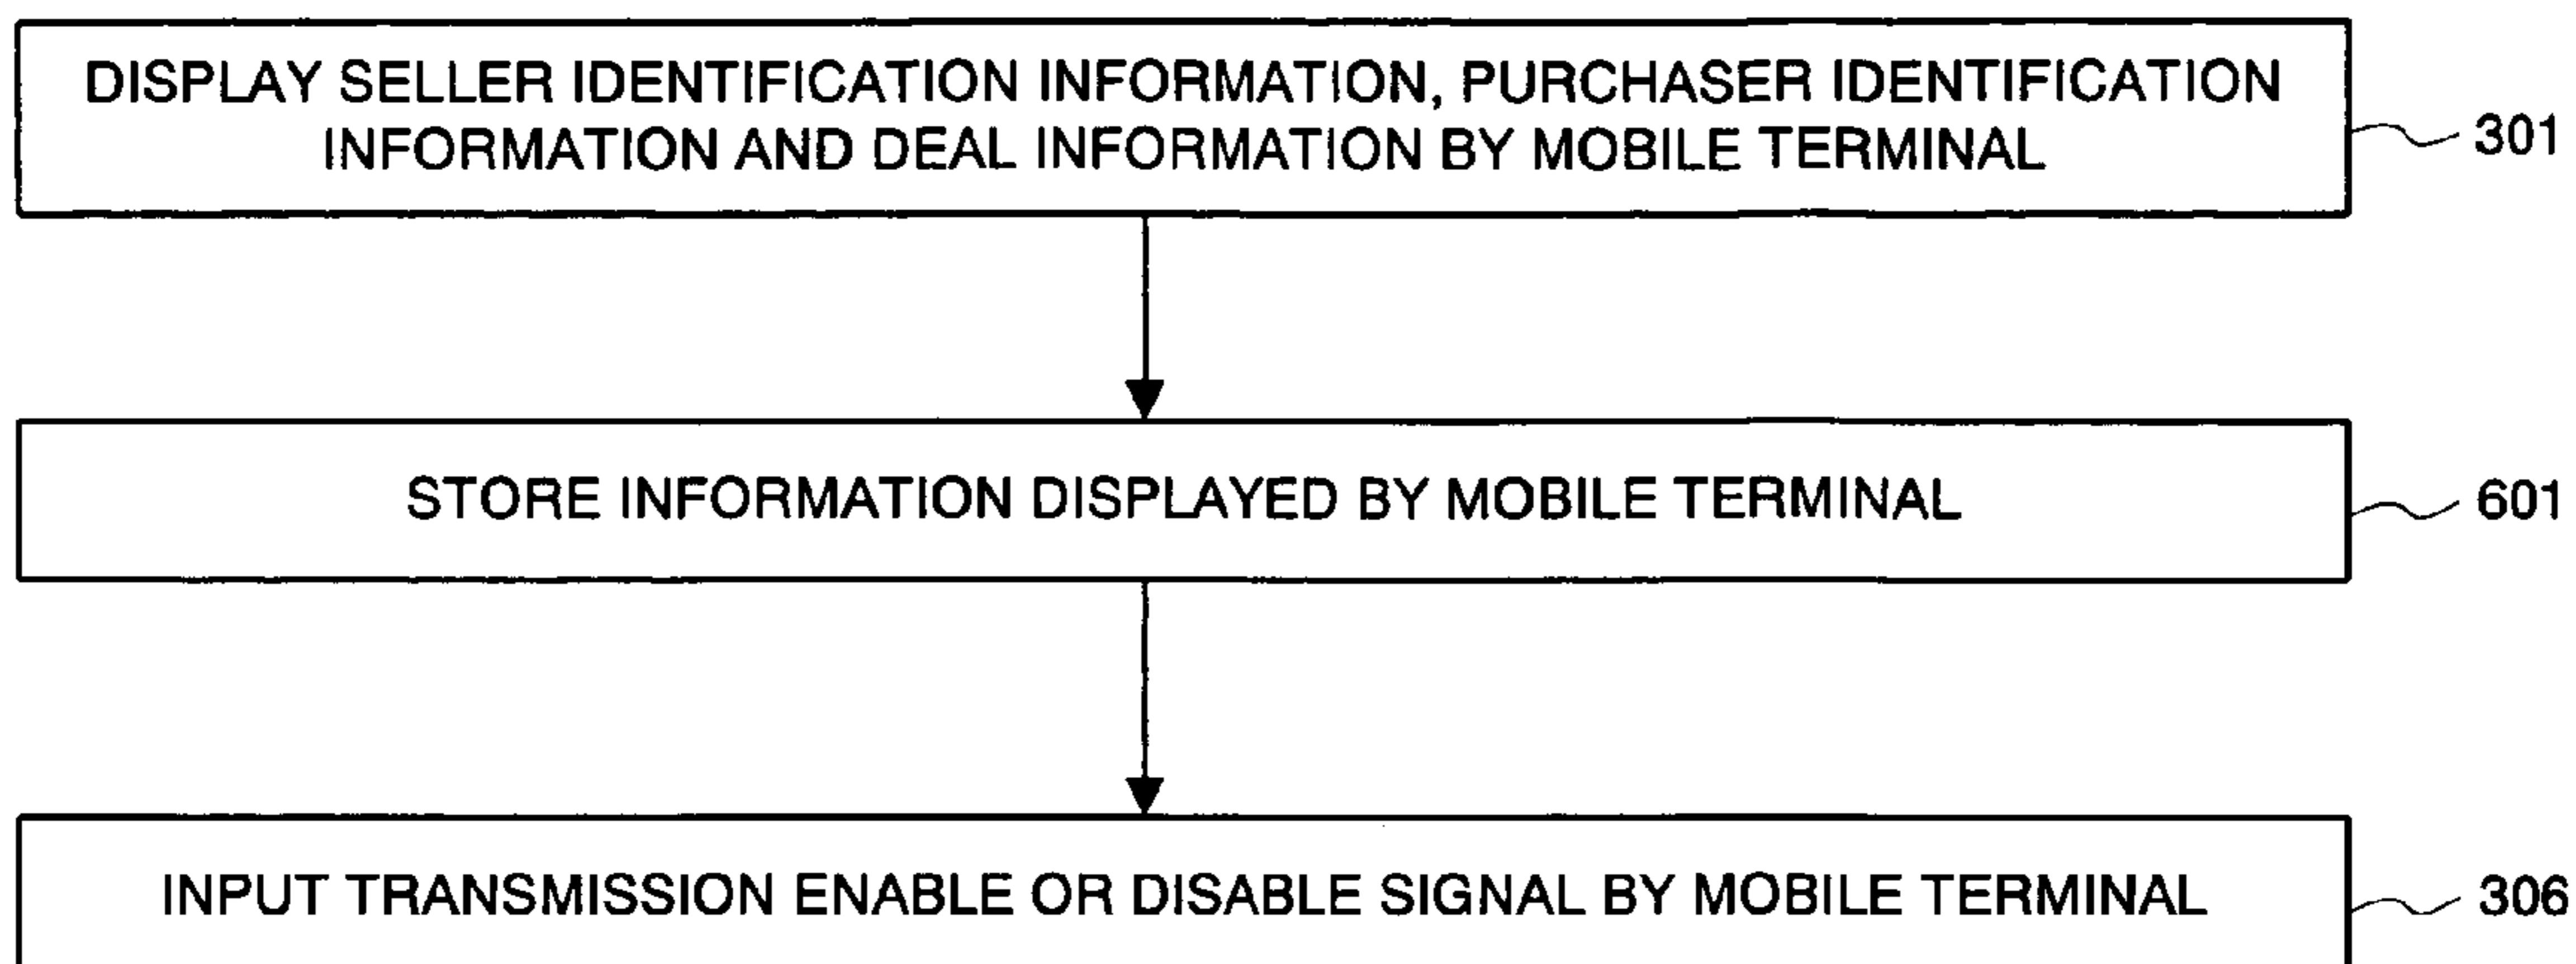 DISPLAY SELLER IDENTIFICATION INFORMATION, PURCHASER IDENTIFICATION
INFORMATION AND DEAL INFORMATION BY MOBILE TERMINAL
301
STORE INFORMATION DISPLAYED BY MOBILE TERMINAL
601
INPUT TRANSMISSION ENABLE OR DISABLE SIGNAL BY MOBILE TERMINAL
306